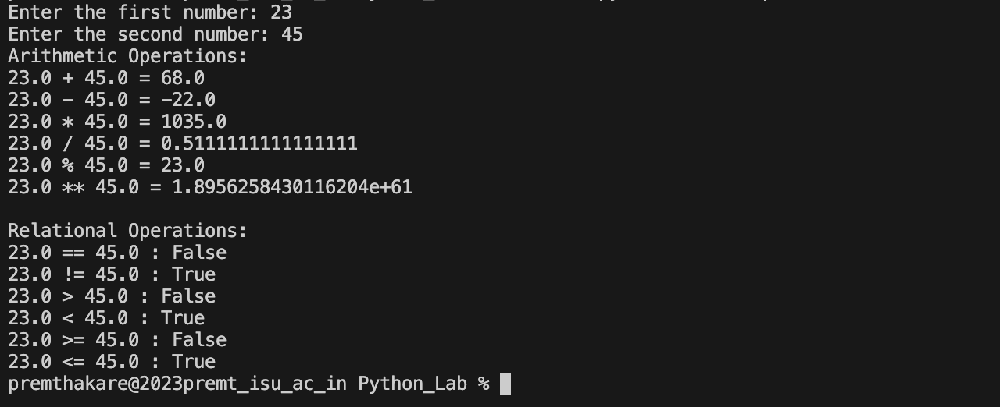 Enter the first number: 23
Enter the second number: 45
Arithmetic Operations:
23.0 + 45.0 = 68.0
23.0 - 45.0 = -22.0
23.0 * 45.0 = 1035.0
23.0 / 45.0 = 0.5111111111111111
23.0 % 45.0 = 23.0
23.0 ** 45.0 = 1.8956258430116204e+61

Relational Operations:
23.0 == 45.0 : False
23.0 != 45.0 : True
23.0 > 45.0 : False
23.0 < 45.0 : True
23.0 >= 45.0 : False
23.0 <= 45.0 : True
premthakare@2023premt_isu_ac_in Python_Lab %